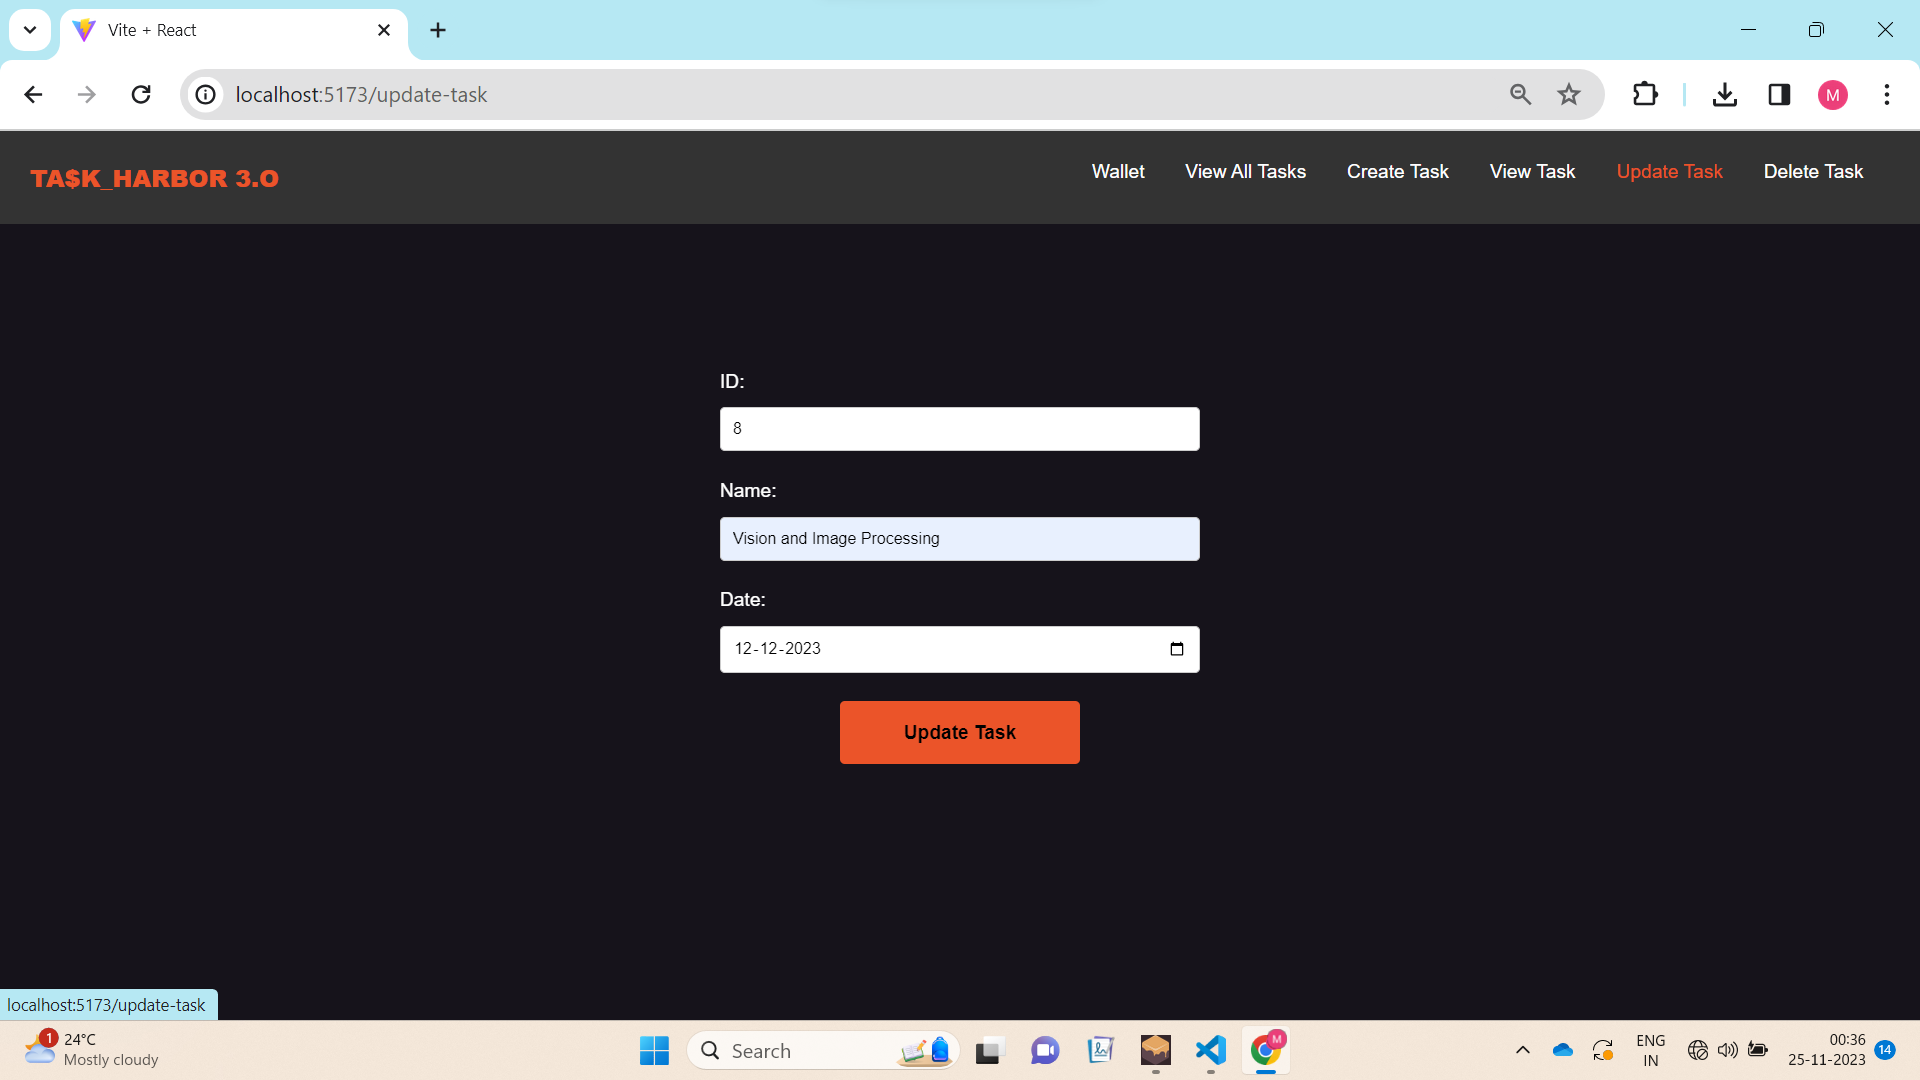 Vite + React
localhost:5173/update-task
M
TA$K_HARBOR 3.O
Wallet
View All Tasks
Create Task
View Task
Update Task
Delete Task
ID:
8
Name:
Vision and Image Processing
Date:
12-12-2023
Update Task
localhost:5173/update-task
1
24°C
Mostly cloudy
Search
M
ENG
IN
00:36
25-11-2023
14